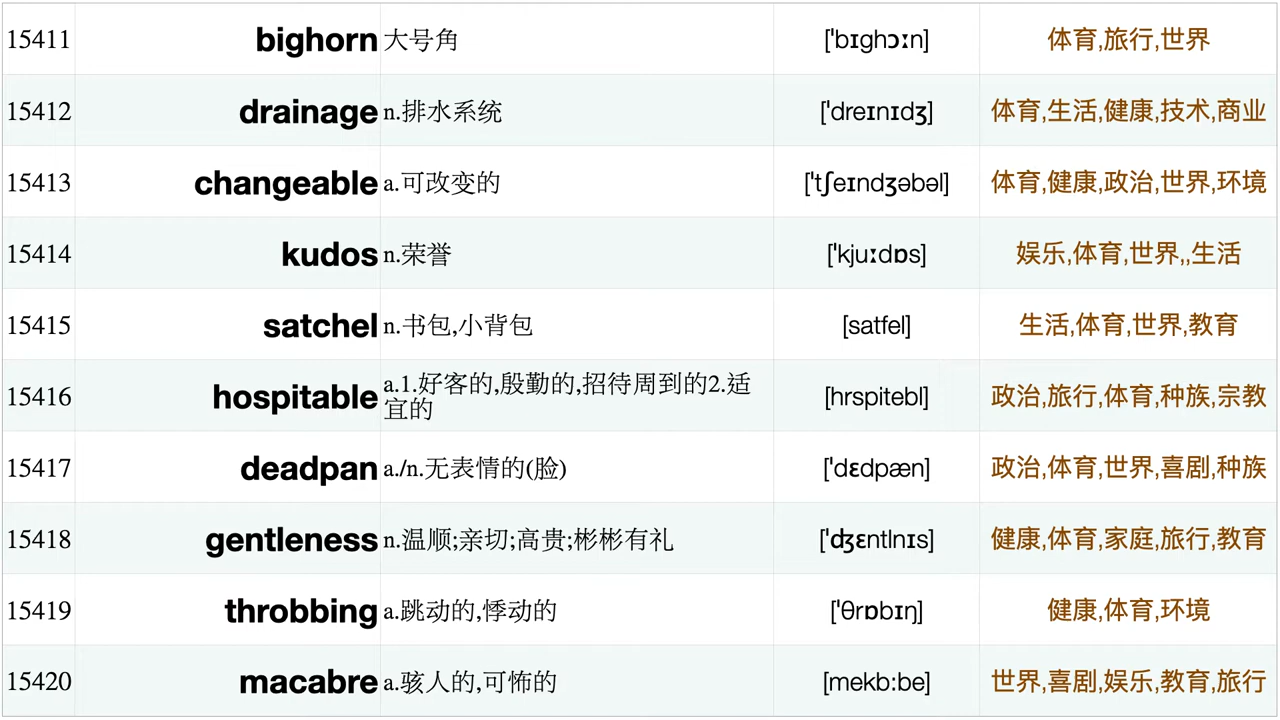 15411 bighorn 大号角 [ˈbɪghɔːn] 体育,旅行,世界
15412 drainage n.排水系统 [ˈdreɪnɪdʒ] 体育,生活,健康,技术,商业
15413 changeable a.可改变的 [ˈtʃeɪndʒəbəl] 体育,健康,政治,世界,环境
15414 kudos n.荣誉 [ˈkjuːdɒs] 娱乐,体育,世界,,生活
15415 satchel n.书包,小背包 [satfel] 生活,体育,世界,教育
15416 hospitable a.1.好客的,殷勤的,招待周到的2.适 [hrspitebl] 政治,旅行,体育,种族,宗教
宜的
15417 deadpan a./n.无表情的(脸) [ˈdɛdpæn] 政治,体育,世界,喜剧,种族
15418 gentleness n.温顺;亲切;高贵;彬彬有礼 [ˈʤɛntlnɪs] 健康,体育,家庭,旅行,教育
15419 throbbing a.跳动的,悸动的 [ˈθrɒbɪŋ] 健康,体育,环境
15420 macabre a.骇人的,可怖的 [mekb:be] 世界,喜剧,娱乐,教育,旅行